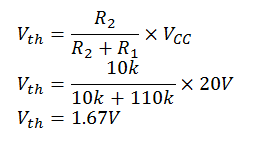 V_th = R_2 / (R_2 + R_1) × V_CC
V_th = 10k / (10k + 110k) × 20V
V_th = 1.67V